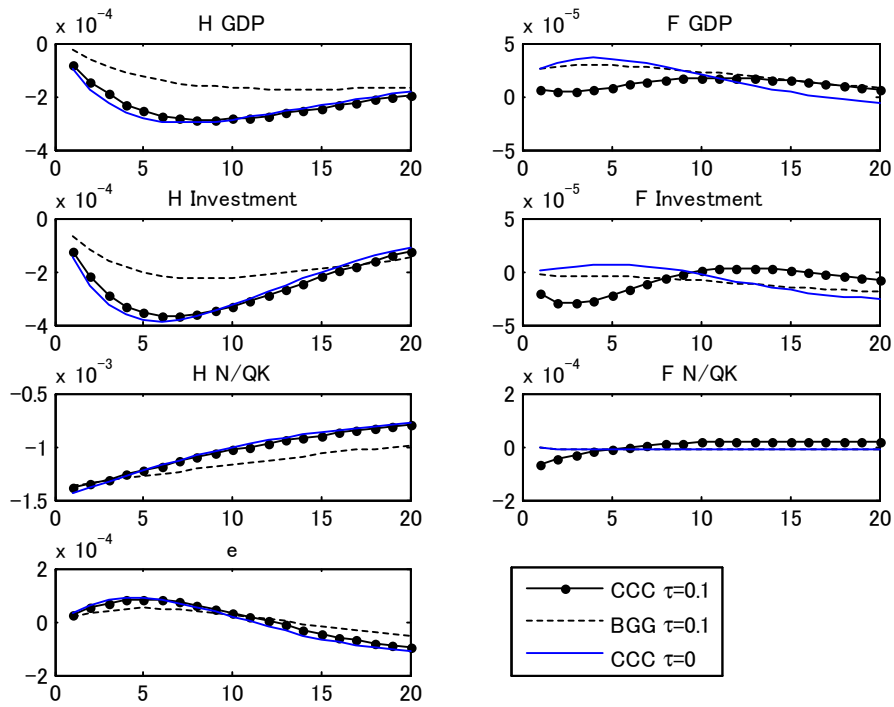 x 10⁻⁴ H GDP
0
−2
−4
0 5 10 15 20
x 10⁻⁵ F GDP
5
0
−5
0 5 10 15 20
x 10⁻⁴ H Investment
0
−2
−4
0 5 10 15 20
x 10⁻⁵ F Investment
5
0
−5
0 5 10 15 20
x 10⁻³ H N/QK
−0.5
−1
−1.5
0 5 10 15 20
x 10⁻⁴ F N/QK
2
0
−2
0 5 10 15 20
x 10⁻⁴ e
2
0
−2
0 5 10 15 20
CCC τ=0.1
BGG τ=0.1
CCC τ=0